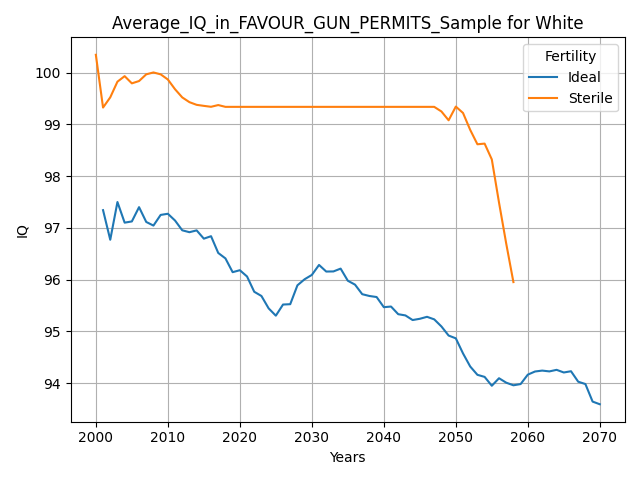 Average_IQ_in_FAVOUR_GUN_PERMITS_Sample for White
Fertility
Ideal
Sterile
IQ
100
99
98
97
96
95
94
2000 2010 2020 2030 2040 2050 2060 2070
Years